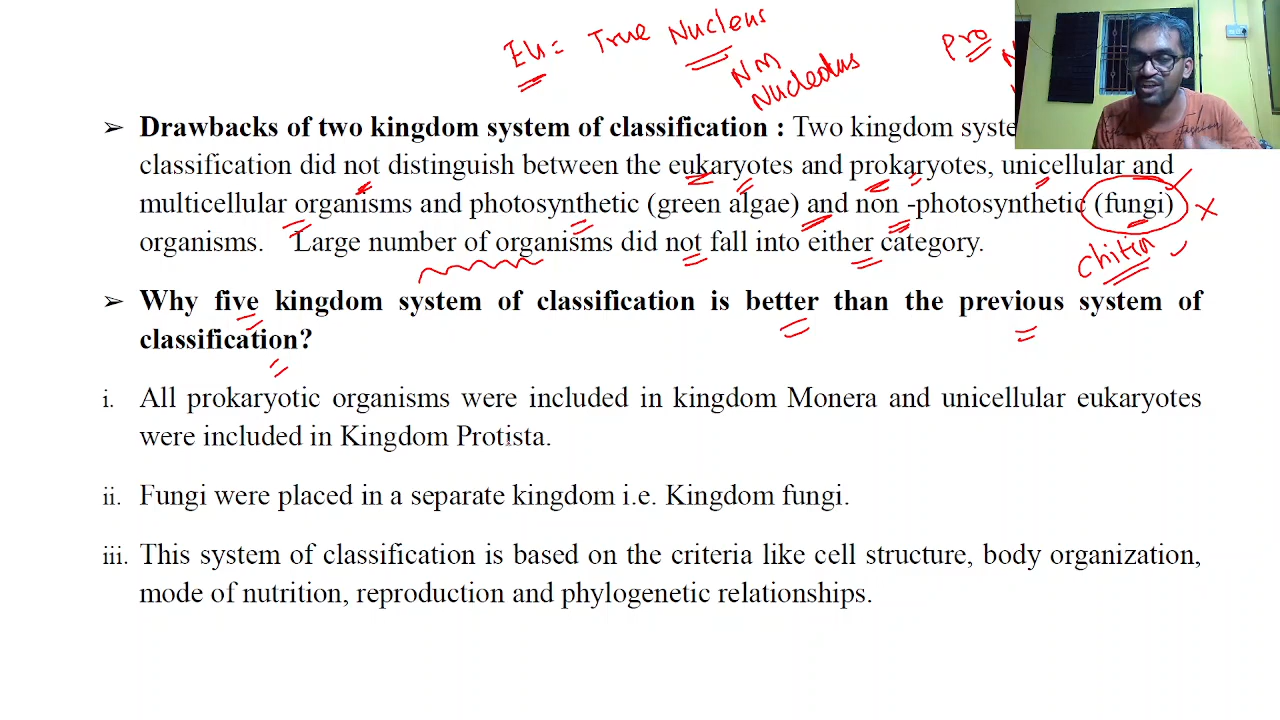 Eu = True Nucleus
NM
Nucleolus
Pro
➢ Drawbacks of two kingdom system of classification : Two kingdom
classification did not distinguish between the eukaryotes and prokaryotes, unicellular and
multicellular organisms and photosynthetic (green algae) and non -photosynthetic (fungi)
organisms. Large number of organisms did not fall into either category.
Chitin
➢ Why five kingdom system of classification is better than the previous system of
classification?
i. All prokaryotic organisms were included in kingdom Monera and unicellular eukaryotes
were included in Kingdom Protista.
ii. Fungi were placed in a separate kingdom i.e. Kingdom fungi.
iii. This system of classification is based on the criteria like cell structure, body organization,
mode of nutrition, reproduction and phylogenetic relationships.